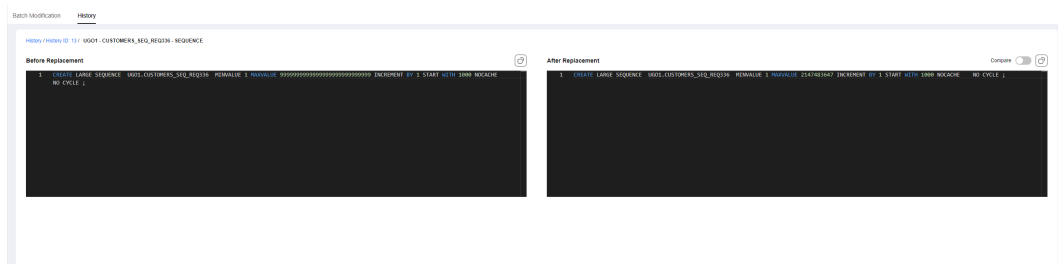 Batch Modification History
History / History ID: 13 / UGO1 - CUSTOMERS_SEQ_REQ336 - SEQUENCE
Before Replacement
1 CREATE LARGE SEQUENCE UGO1.CUSTOMERS_SEQ_REQ336 MINVALUE 1 MAXVALUE 9999999999999999999999999999 INCREMENT BY 1 START WITH 1000 NOCACHE
NO CYCLE ;
After Replacement Compare
1 CREATE LARGE SEQUENCE UGO1.CUSTOMERS_SEQ_REQ336 MINVALUE 1 MAXVALUE 2147483647 INCREMENT BY 1 START WITH 1000 NOCACHE NO CYCLE ;